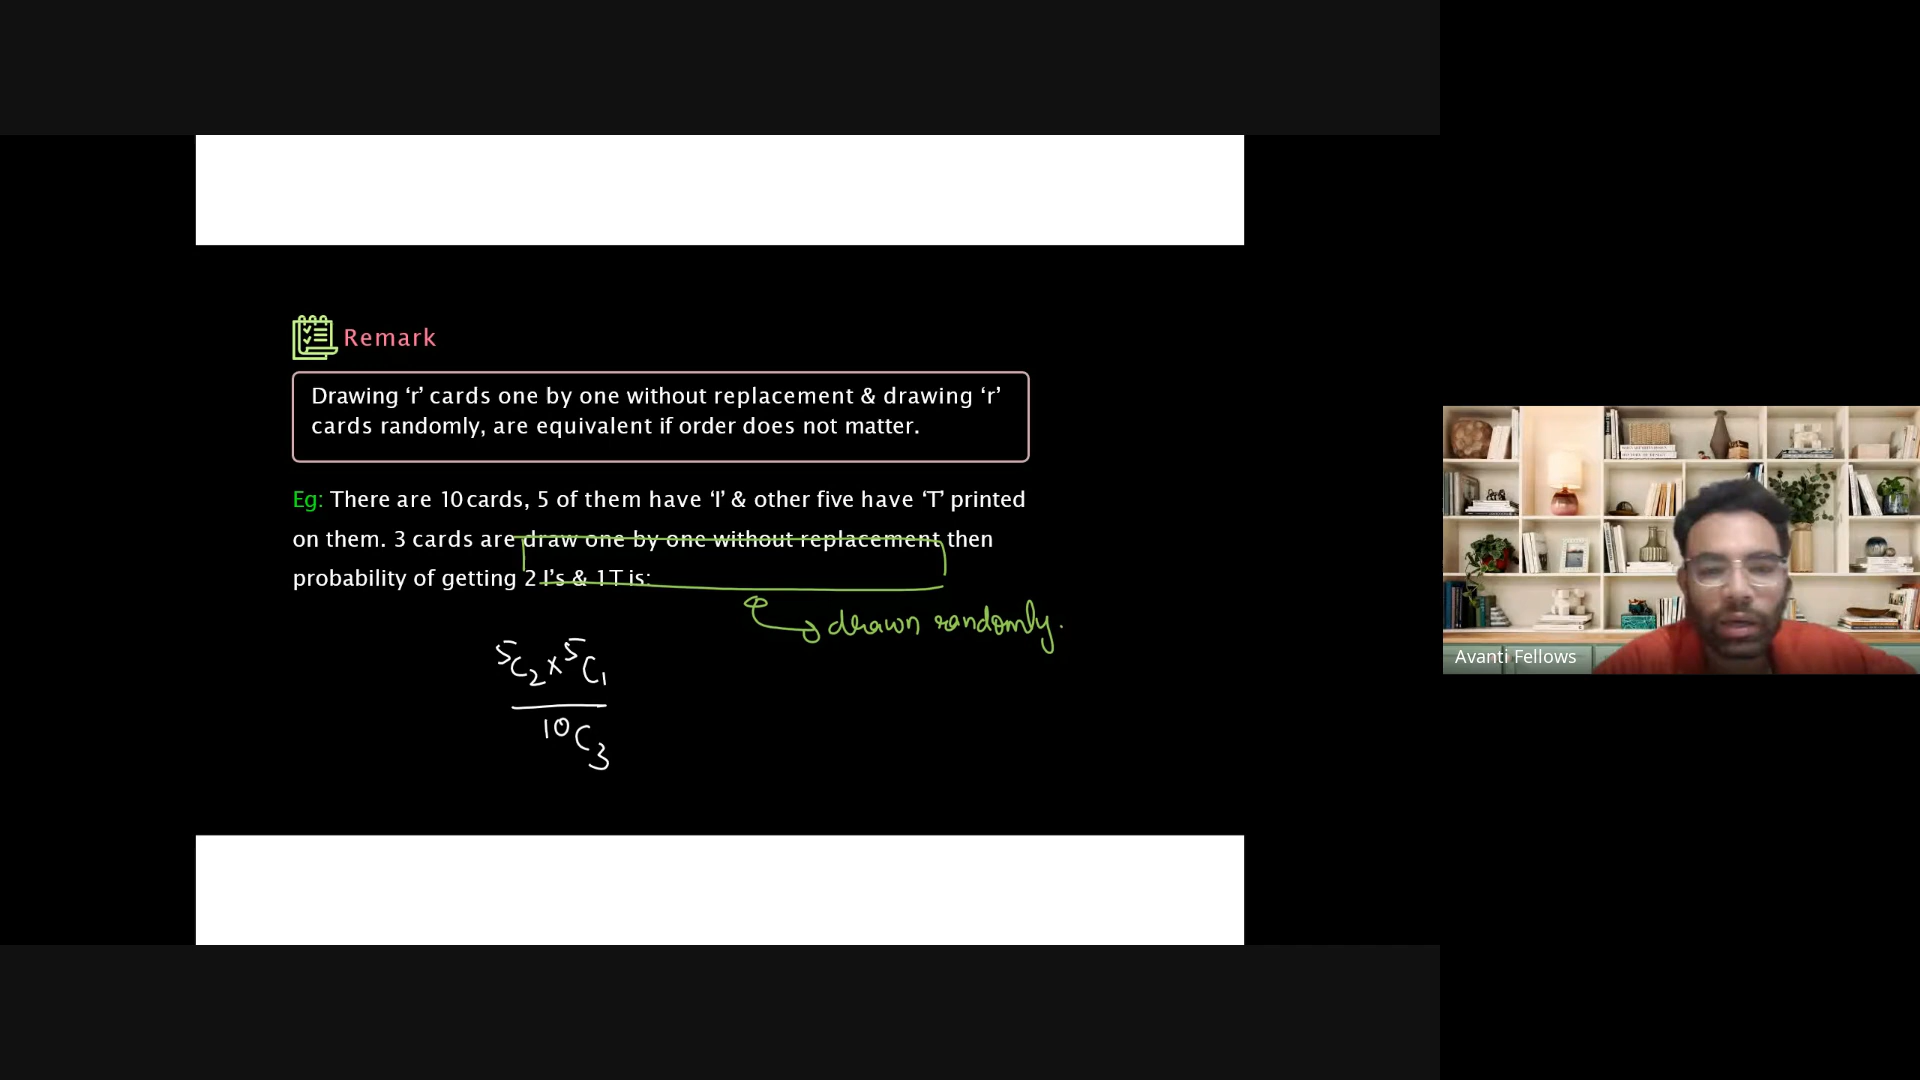 Remark
Drawing ‘r’ cards one by one without replacement & drawing ‘r’
cards randomly, are equivalent if order does not matter.
Eg: There are 10 cards, 5 of them have ‘I’ & other five have ‘T’ printed
on them. 3 cards are draw one by one without replacement then
probability of getting 2 I’s & 1T is:
drawn randomly.
⁵C₂ × ⁵C₁
¹⁰C₃
Avanti Fellows